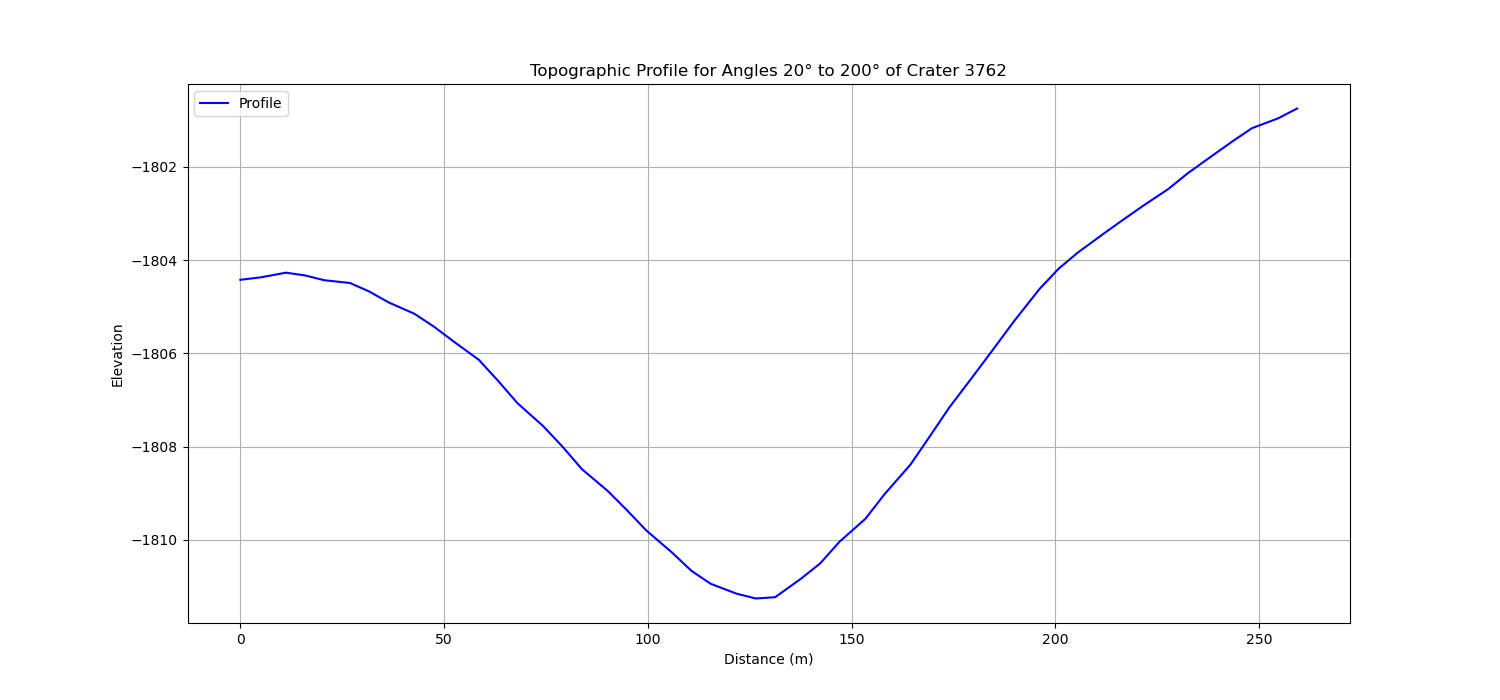 Topographic Profile for Angles 20° to 200° of Crater 3762
Profile
−1802
−1804
−1806
−1808
−1810
Elevation
0 50 100 150 200 250
Distance (m)